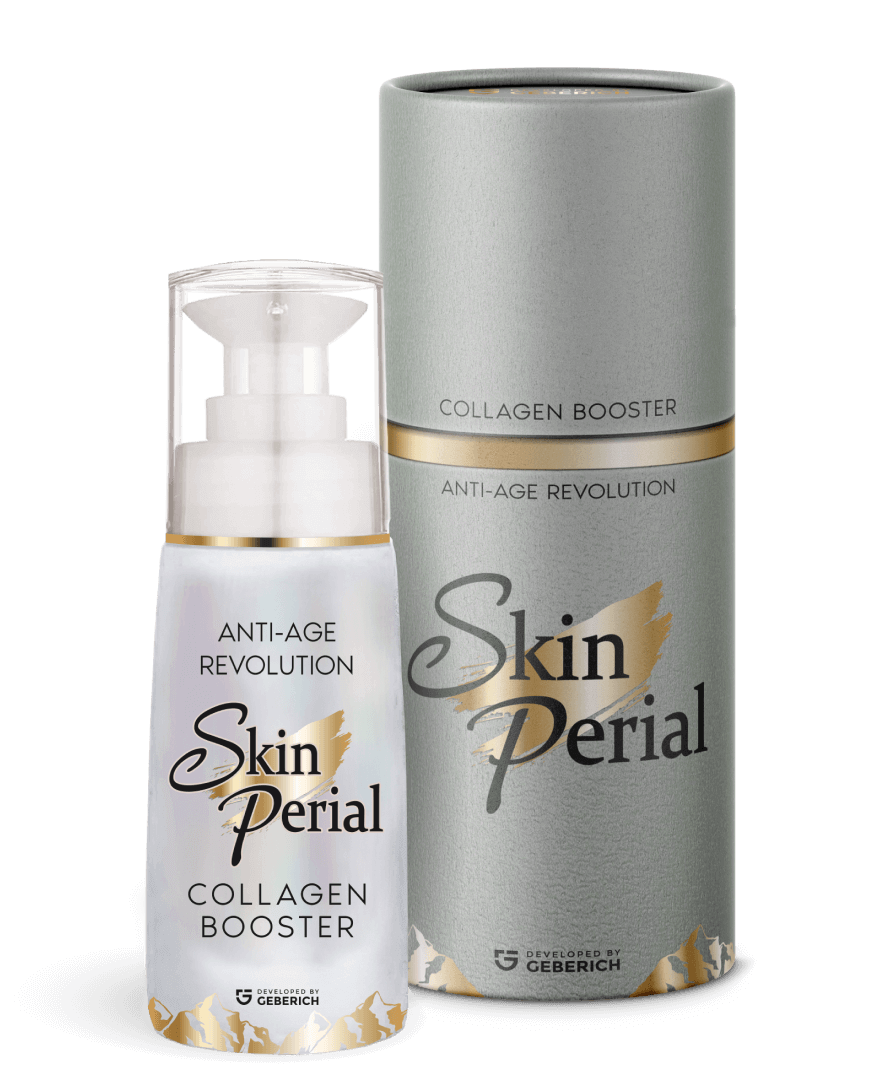 COLLAGEN BOOSTER
ANTI-AGE REVOLUTION
Skin
Perial
DEVELOPED BY
GEBERICH
ANTI-AGE
REVOLUTION
Skin
Perial
COLLAGEN
BOOSTER
DEVELOPED BY
GEBERICH